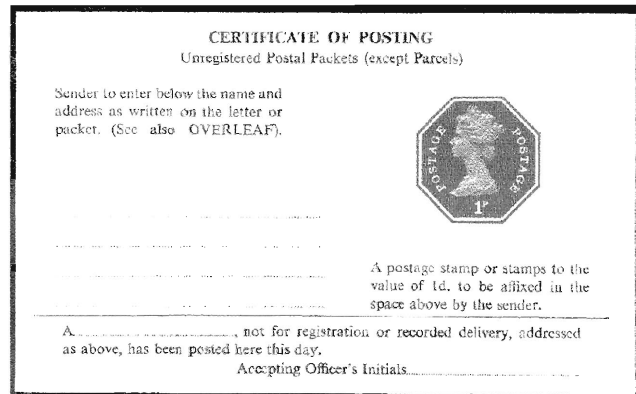 CERTIFICATE OF POSTING
Unregistered Postal Packets (except Parcels)
Sender to enter below the name and
address as written on the letter or
packet. (See also OVERLEAF).
POSTAGE POSTAGE
1ᴰ
A postage stamp or stamps to the
value of 1d. to be affixed in the
space above by the sender.
A, not for registration or recorded delivery, addressed
as above, has been posted here this day.
Accepting Officer's Initials